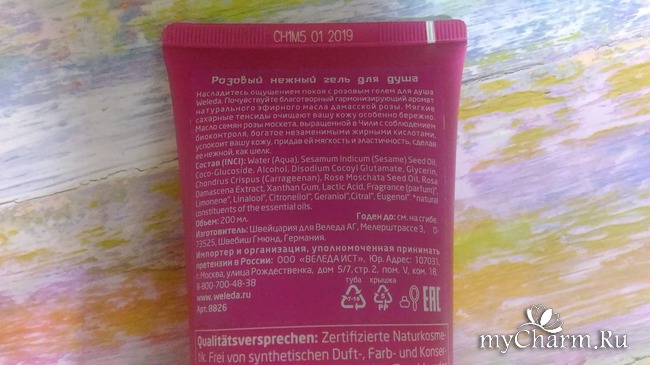 CH1M5 01 2019
Розовый нежный гель для душа
Насладитесь ощущением покоя с розовым гелем для душа
Weleda. Почувствуйте благотворный гармонизирующий аромат
натурального эфирного масла дамасской розы. Мягкие
сахарные тенсиды очищают вашу кожу особенно бережно.
Масло семян розы москета, выращенной в Чили с соблюдением
биоконтроля, богатое незаменимыми жирными кислотами,
успокоит вашу кожу, придав ей мягкость и эластичность, сделав
ее нежной, как шелк.
Состав (INCI): Water (Aqua), Sesamum Indicum (Sesame) Seed Oil,
Coco-Glucoside, Alcohol, Disodium Cocoyl Glutamate, Glycerin,
Chondrus Crispus (Carrageenan), Rose Moschata Seed Oil, Rosa
Damascena Extract, Xanthan Gum, Lactic Acid, Fragrance (parfum)*,
Limonene*, Linalool*, Citronellol*, Geraniol*,Citral*, Eugenol*. *natural
constituents of the essential oils.
Объем: 200 мл. Годен до: см. на сгибе.
Изготовитель: Швейцария для Веледа АГ, Мелерштрассе 3, D-
73525, Швебиш Гмюнд, Германия.
Импортер и организация, уполномоченная принимать
претензии в России: ООО «ВЕЛЕДА ИСТ», Юр. Адрес: 107031,
г. Москва, улица Рождественка, дом 5/7, стр. 2, пом. V, ком. 18.
8-800-700-48-38
www.weleda.ru
Арт.8826
туба крышка
5
PP
EAC
Qualitätsversprechen: Zertifizierte Naturkosme-
tik. Frei von synthetischen Duft-, Farb- und Konser-
myCharm.Ru